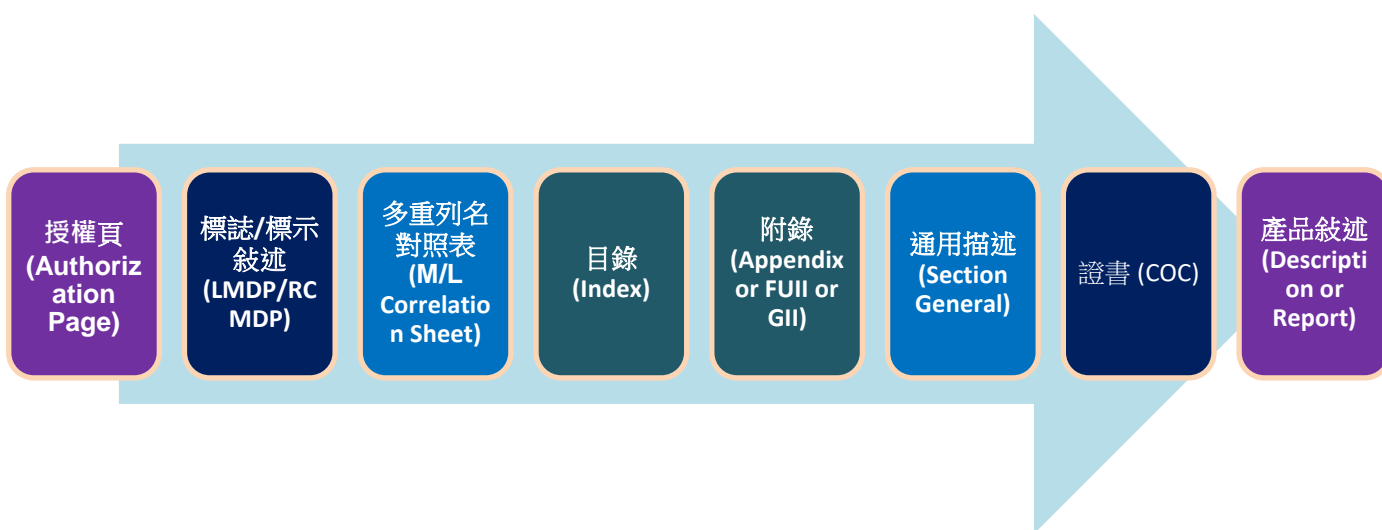 授權頁
(Authoriz
ation
Page)
標誌/標示
敍述
(LMDP/RC
MDP)
多重列名
對照表
(M/L
Correlatio
n Sheet)
目錄
(Index)
附錄
(Appendix
or FUII or
GII)
通用描述
(Section
General)
證書 (COC)
產品敍述
(Descripti
on or
Report)